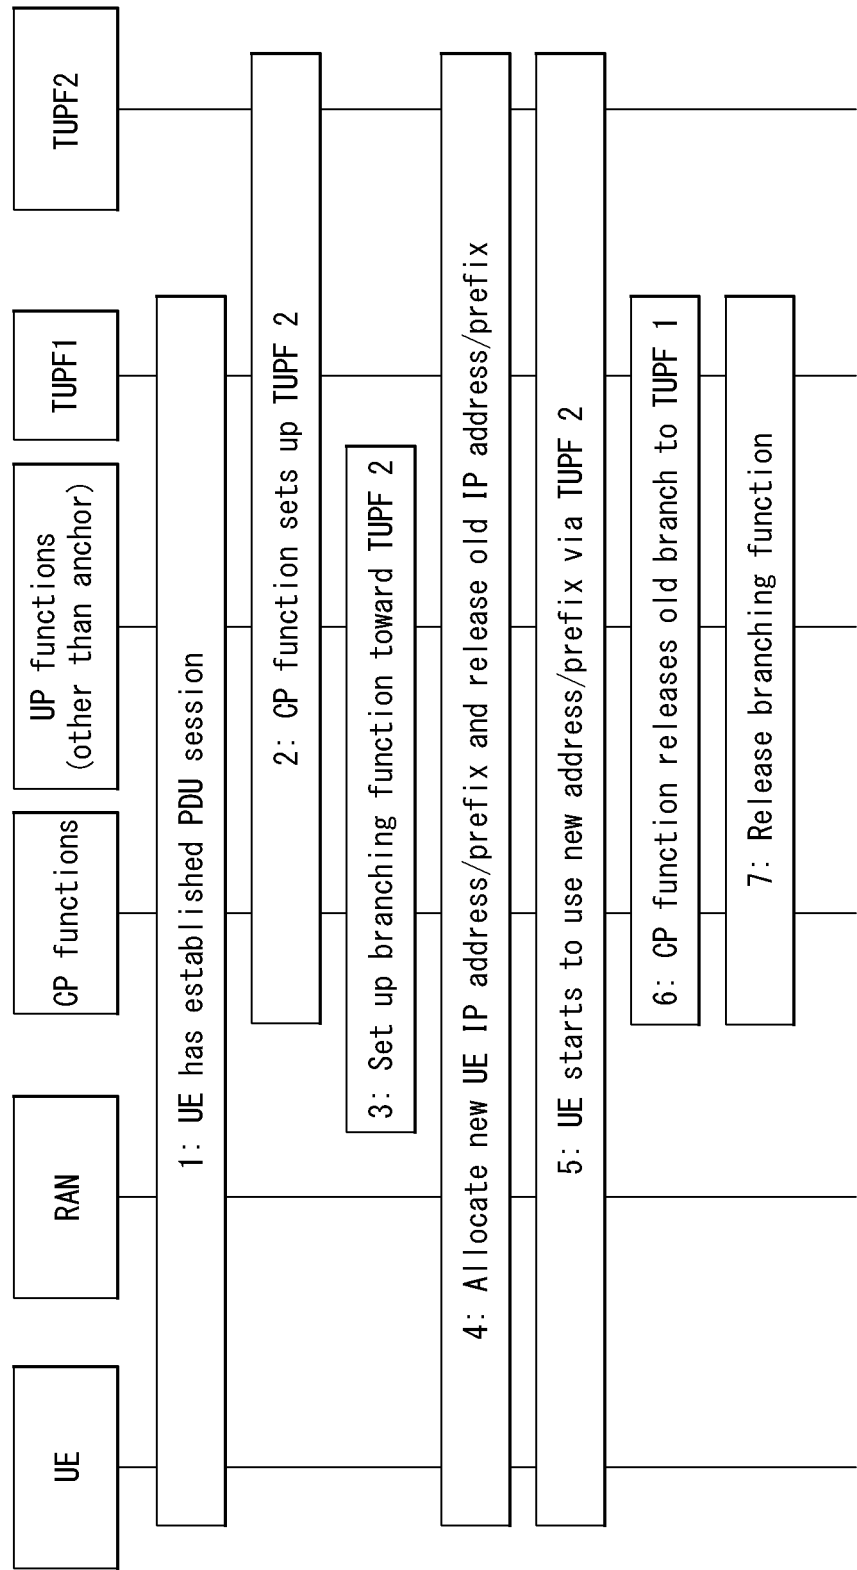 UE
RAN
CP functions
UP functions
(other than anchor)
TUPF1
TUPF2
1: UE has established PDU session
2: CP function sets up TUPF 2
3: Set up branching function toward TUPF 2
4: Allocate new UE IP address/prefix and release old IP address/prefix
5: UE starts to use new address/prefix via TUPF 2
6: CP function releases old branch to TUPF 1
7: Release branching function